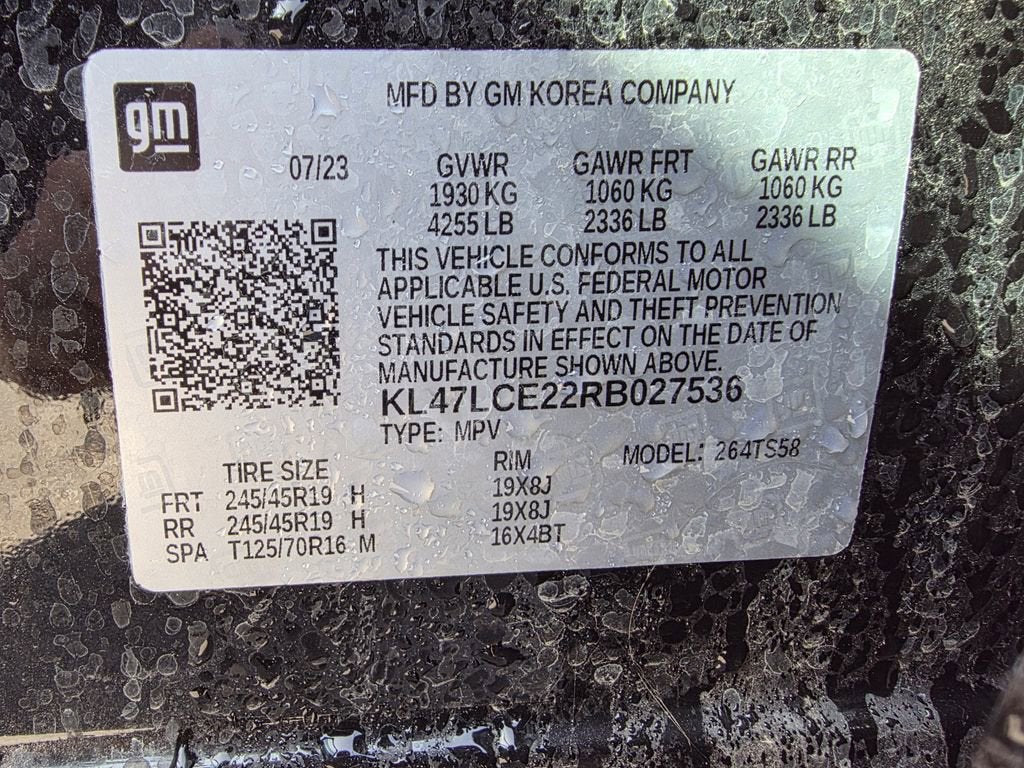 gm
MFD BY GM KOREA COMPANY
07/23 GVWR GAWR FRT GAWR RR
1930 KG 1060 KG 1060 KG
4255 LB 2336 LB 2336 LB
THIS VEHICLE CONFORMS TO ALL
APPLICABLE U.S. FEDERAL MOTOR
VEHICLE SAFETY AND THEFT PREVENTION
STANDARDS IN EFFECT ON THE DATE OF
MANUFACTURE SHOWN ABOVE.
KL47LCE22RB027536
TYPE: MPV
TIRE SIZE RIM MODEL: 264TS58
FRT 245/45R19 H 19X8J
RR 245/45R19 H 19X8J
SPA T125/70R16 M 16X4BT